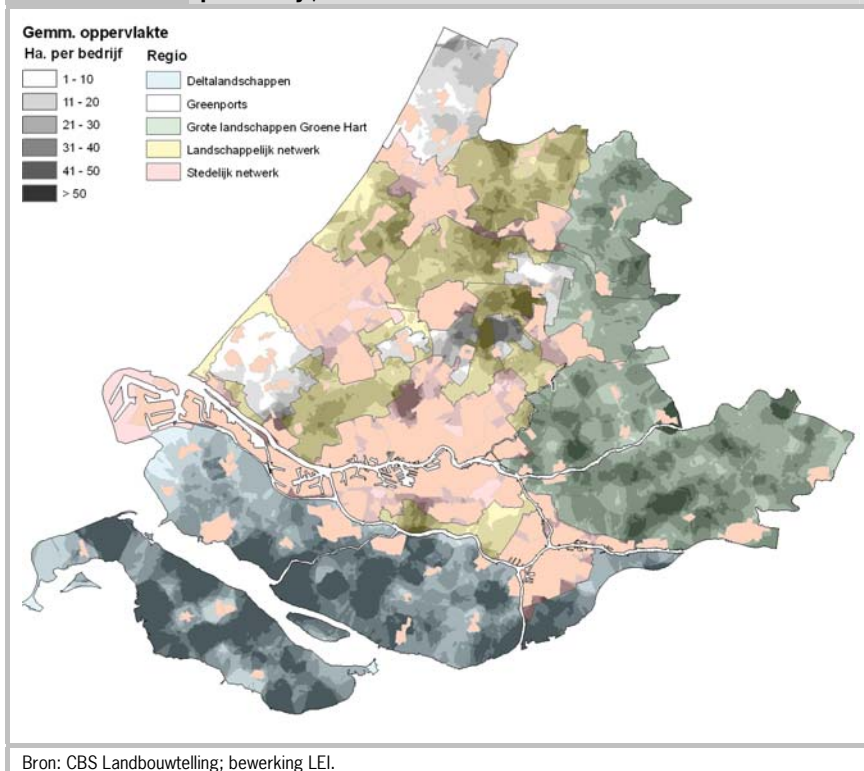 Gemm. oppervlakte
Ha. per bedrijf
1 - 10
11 - 20
21 - 30
31 - 40
41 - 50
> 50
Regio
Deltalandschappen
Greenports
Grote landschappen Groene Hart
Landschappelijk netwerk
Stedelijk netwerk
Bron: CBS Landbouwtelling; bewerking LEI.